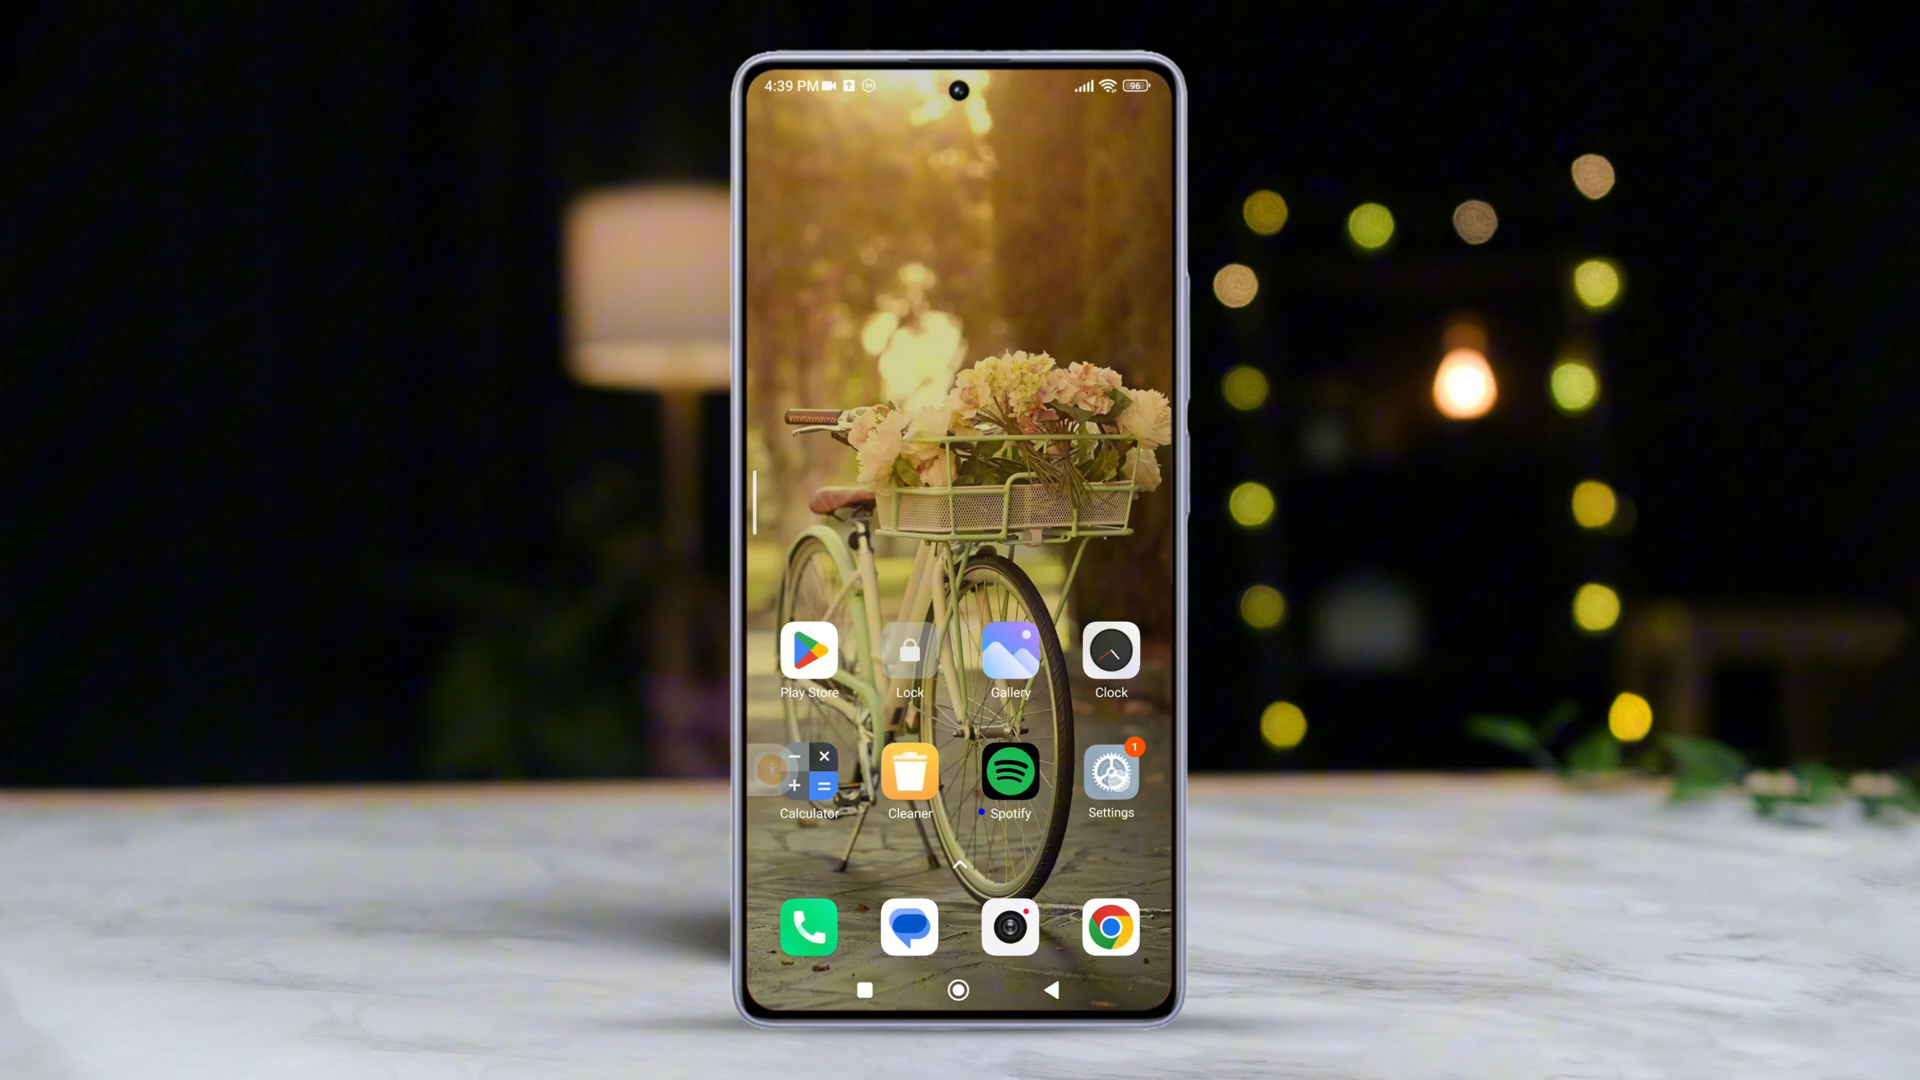 4:39 PM 96
Play Store Lock Gallery Clock
1
Calculator Cleaner Spotify Settings